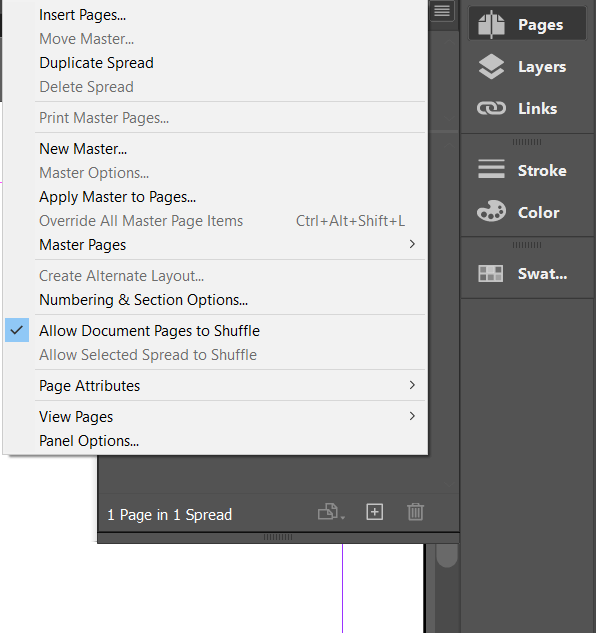 Insert Pages...
Move Master...
Duplicate Spread
Delete Spread
Print Master Pages...
New Master...
Master Options...
Apply Master to Pages...
Override All Master Page Items Ctrl+Alt+Shift+L
Master Pages
Create Alternate Layout...
Numbering & Section Options...
Allow Document Pages to Shuffle
Allow Selected Spread to Shuffle
Page Attributes
View Pages
Panel Options...
1 Page in 1 Spread
Pages
Layers
Links
Stroke
Color
Swat...